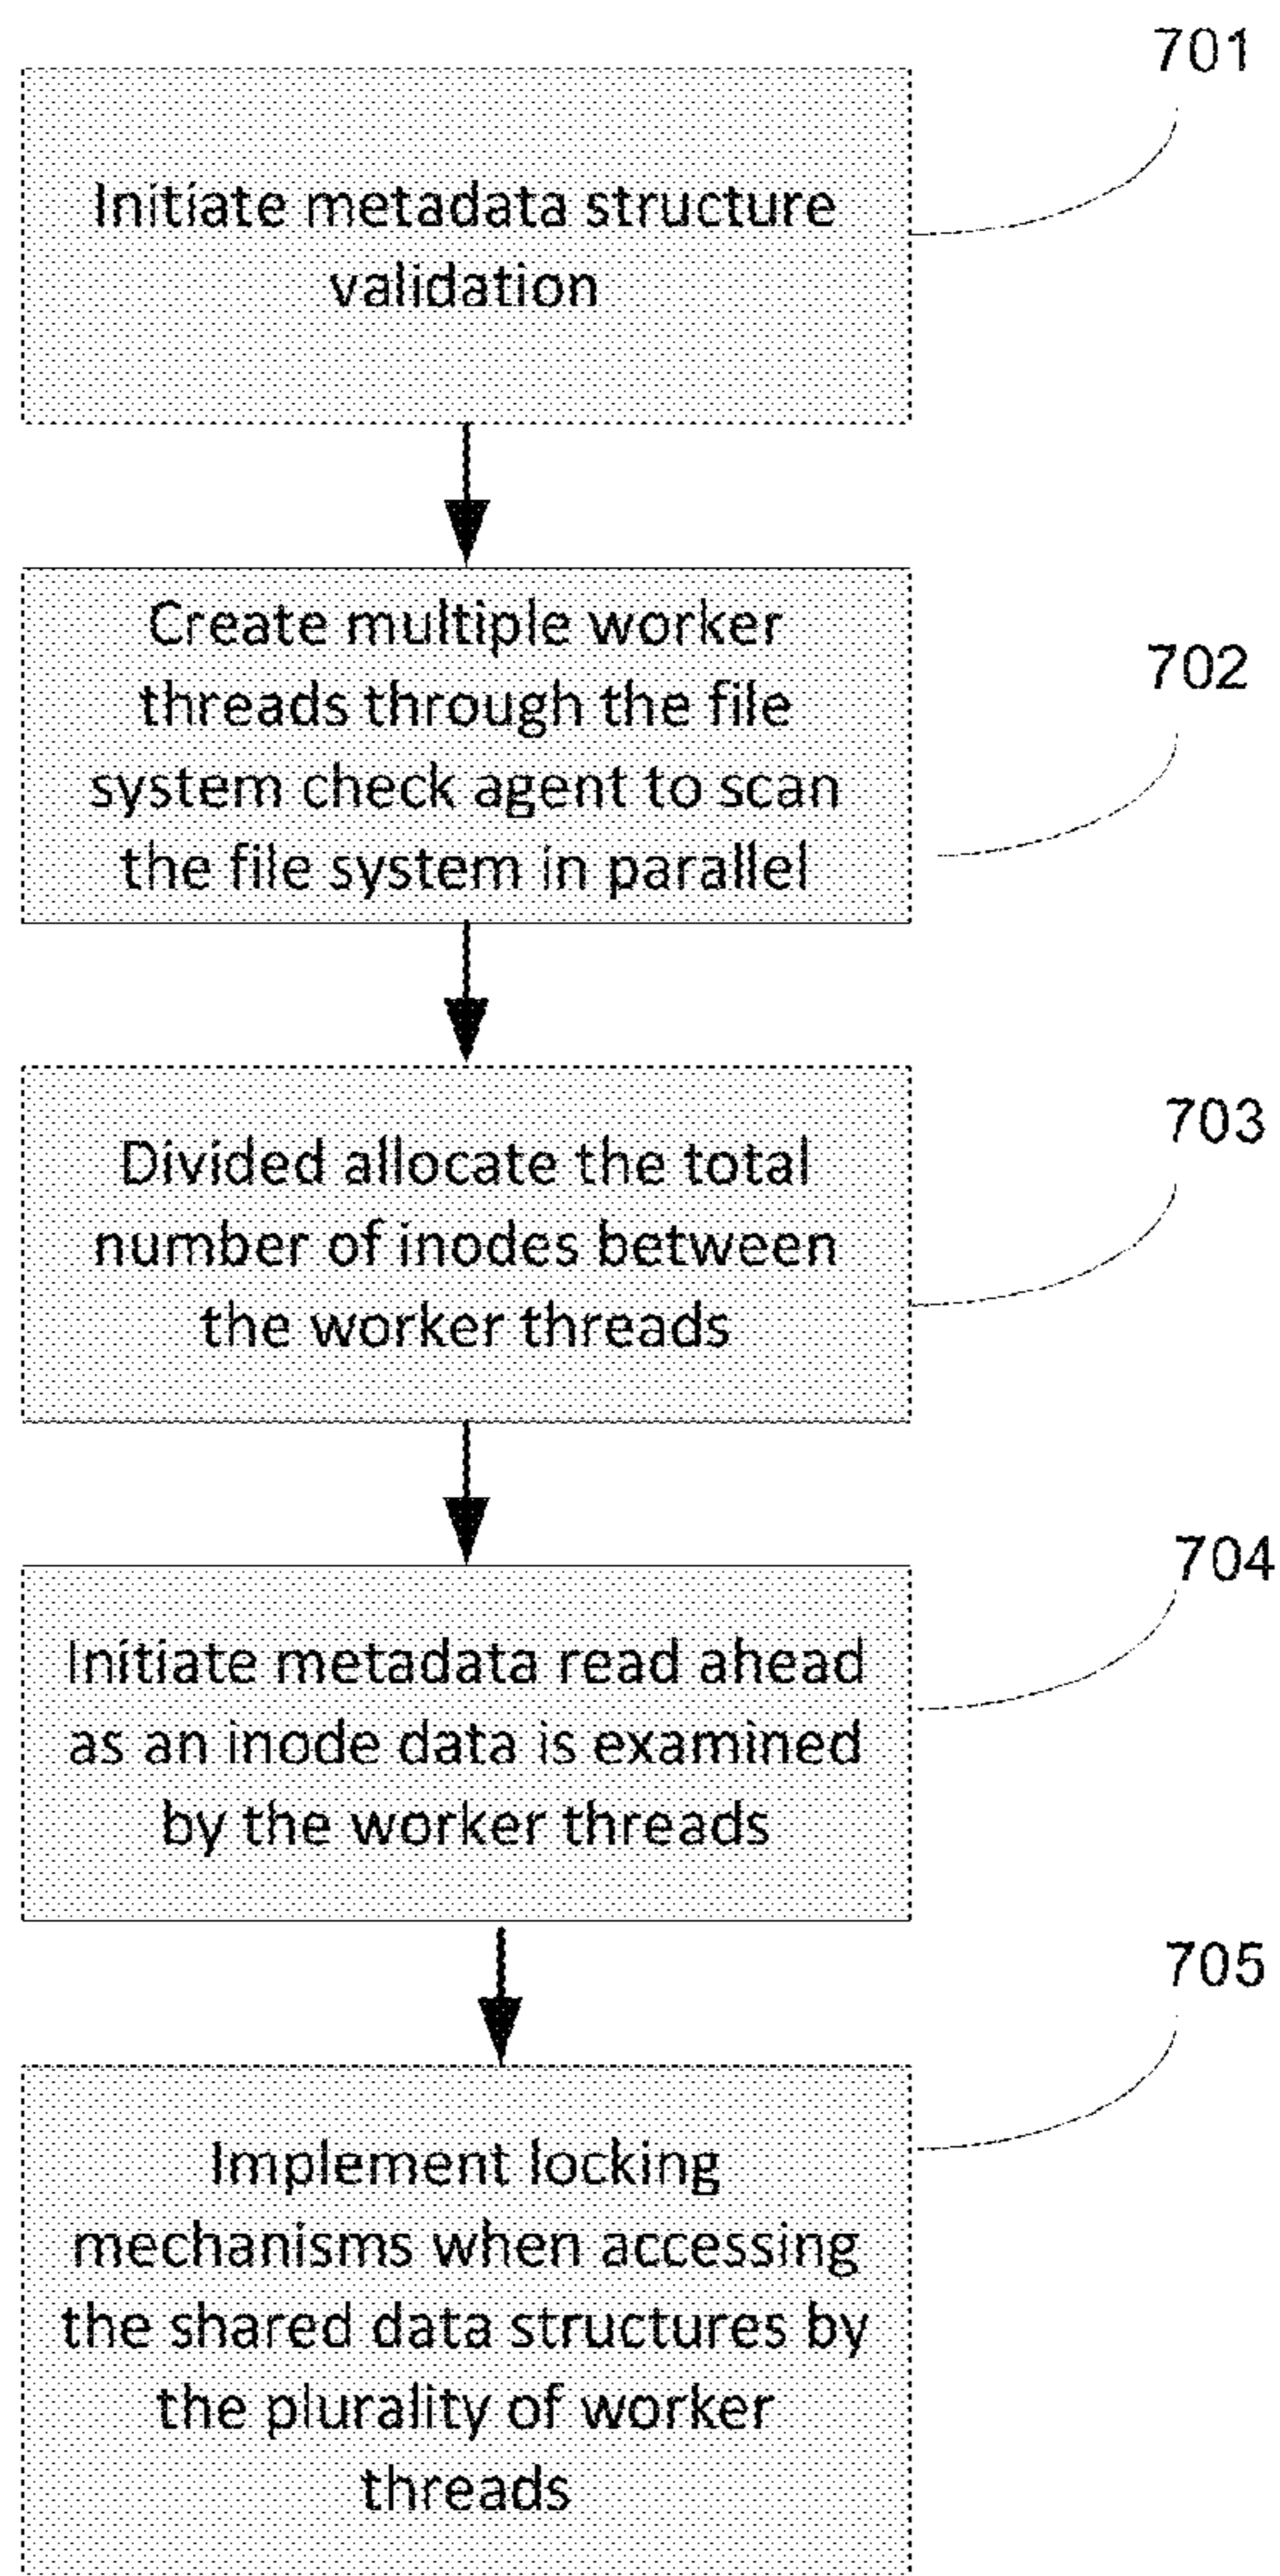 701
Initiate metadata structure
validation
Create multiple worker
threads through the file
system check agent to scan
the file system in parallel
702
Divided allocate the total
number of inodes between
the worker threads
703
Initiate metadata read ahead
as an inode data is examined
by the worker threads
704
Implement locking
mechanisms when accessing
the shared data structures by
the plurality of worker
threads
705